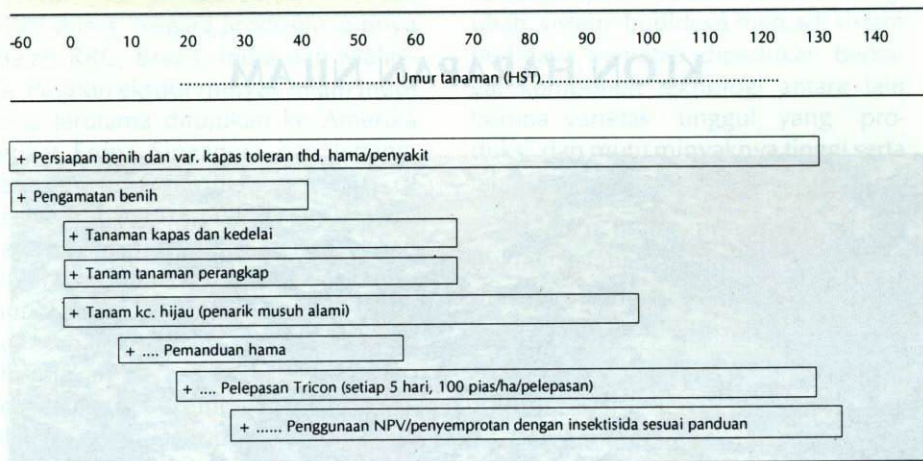 -60 0 10 20 30 40 50 60 70 80 90 100 110 120 130 140
Umur tanaman (HST)
+ Persiapan benih dan var. kapas toleran thd. hama/penyakit
+ Pengamatan benih
+ Tanaman kapas dan kedelai
+ Tanam tanaman perangkap
+ Tanam kc. hijau (penarik musuh alami)
+ .... Pemanduan hama
+ .... Pelepasan Tricon (setiap 5 hari, 100 pias/ha/pelepasan)
+ ...... Penggunaan NPV/penyemprotan dengan insektisida sesuai panduan